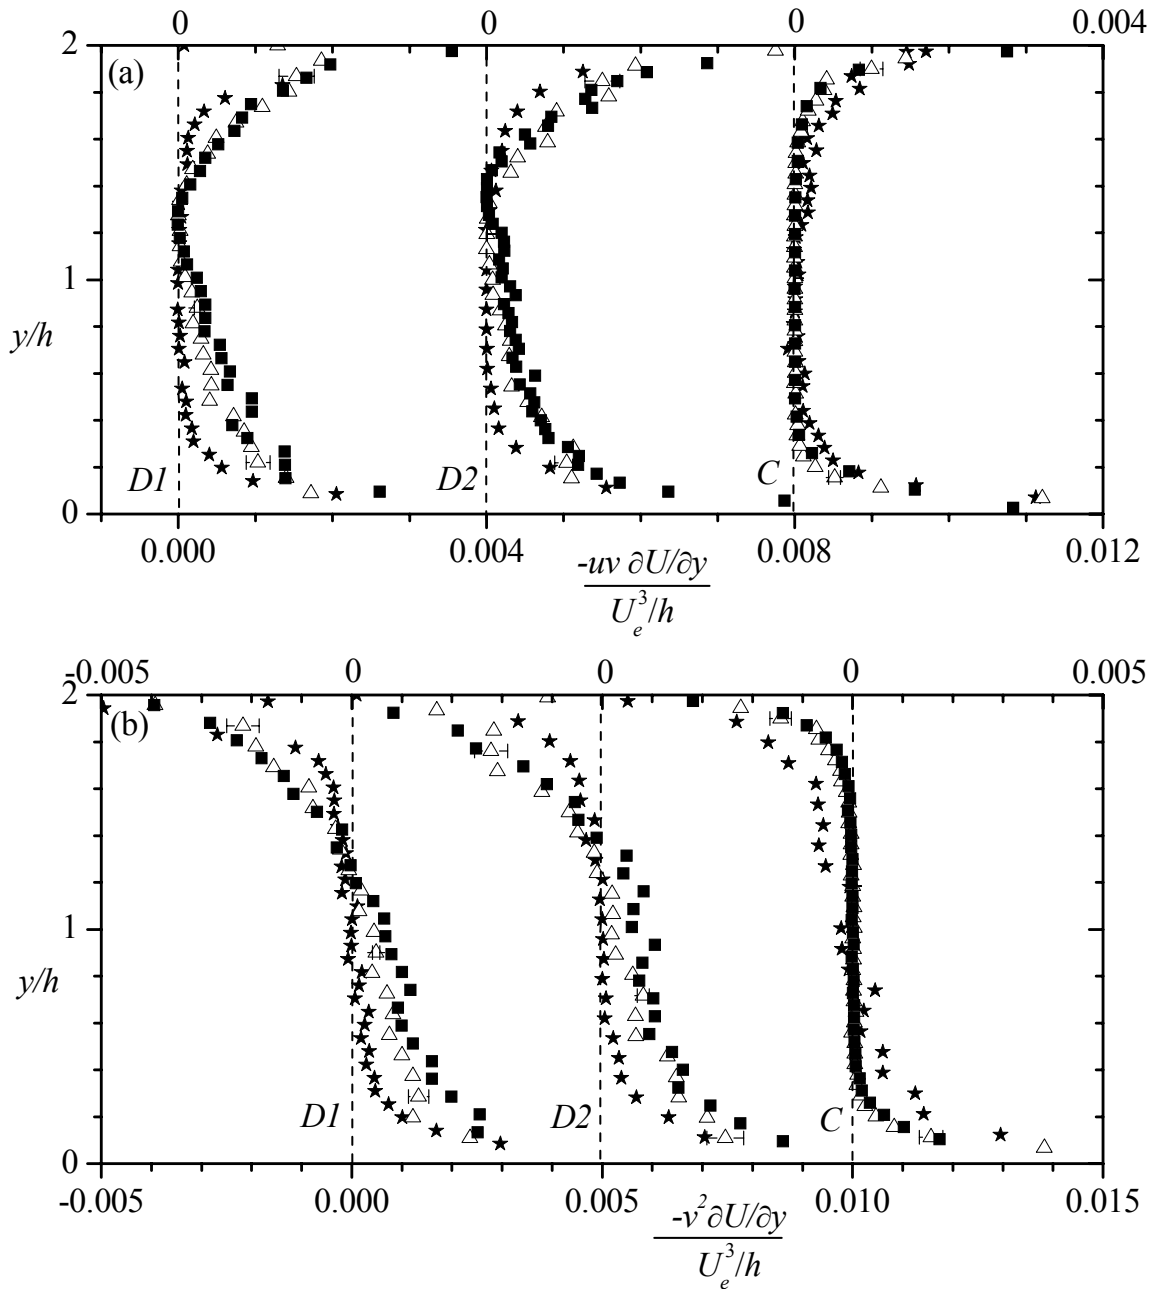 0 0 0 0.004
2
(a)
1
y/h
D1 D2 C
0
0.000 0.004 0.008 0.012
-uv ∂U/∂y
U_e^3/h
-0.005 0 0 0 0.005
2
(b)
1
y/h
D1 D2 C
0
-0.005 0.000 0.005 0.010 0.015
-v^2 ∂U/∂y
U_e^3/h